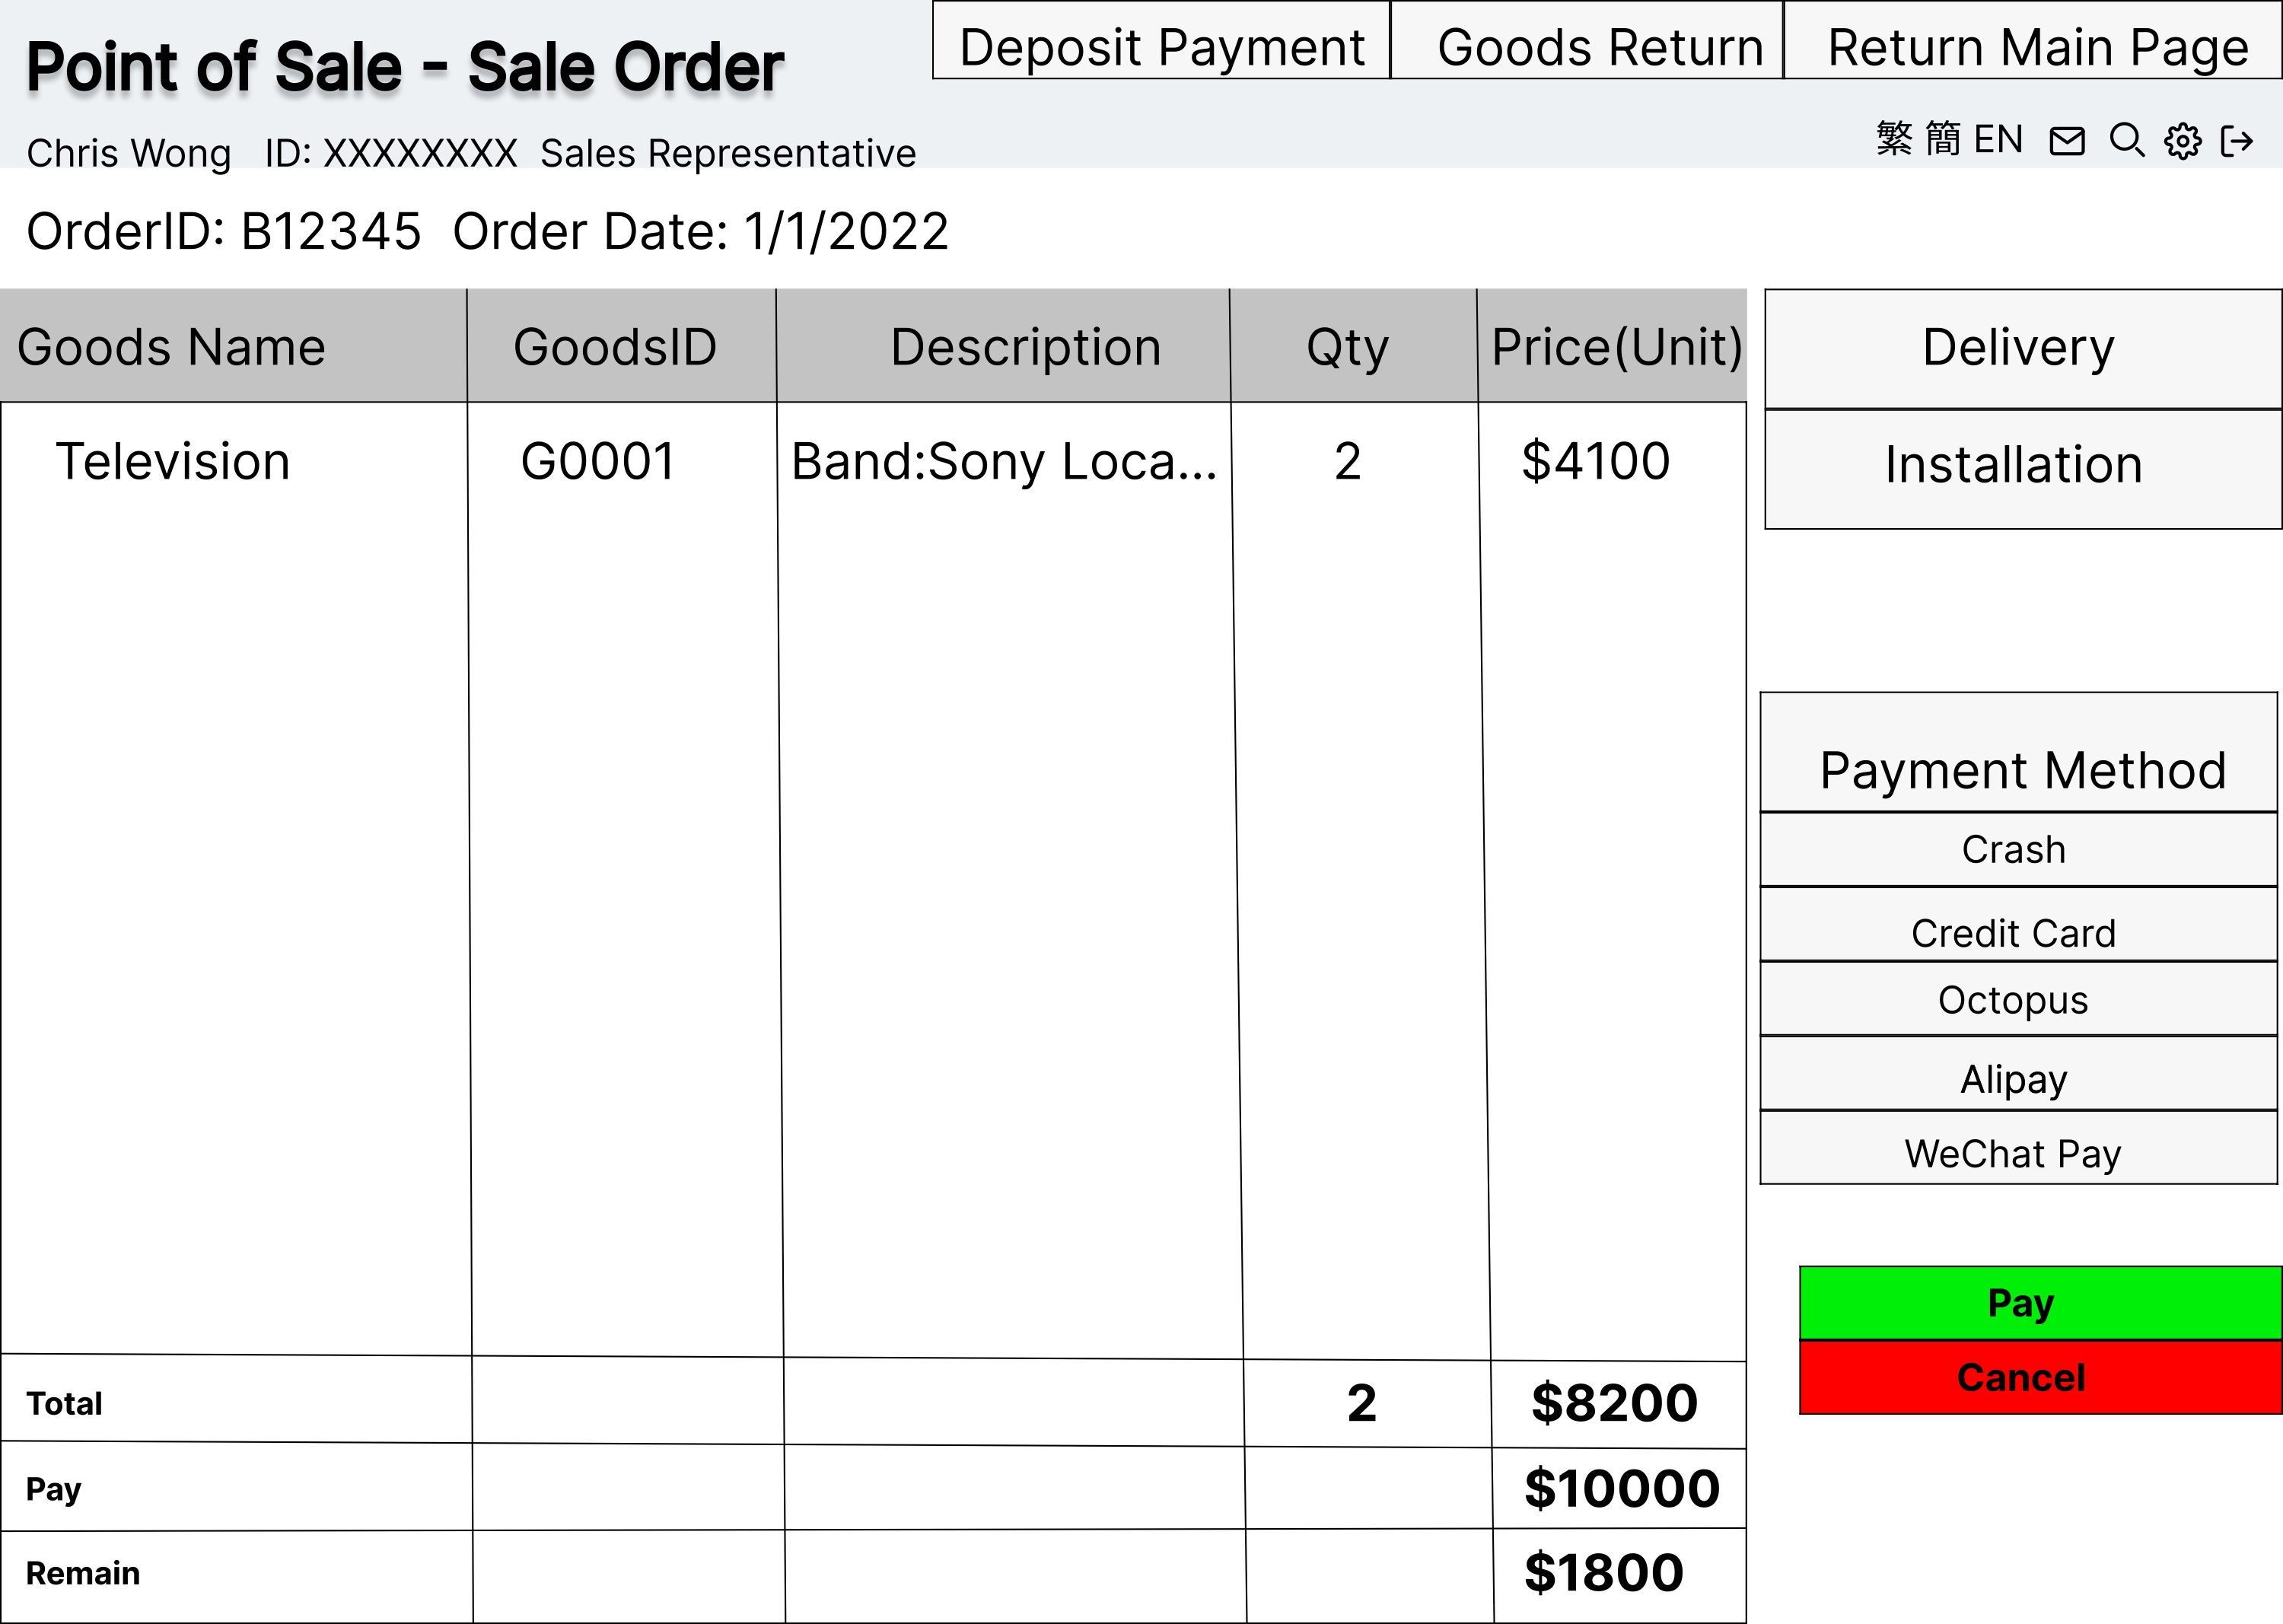 Deposit Payment Goods Return Return Main Page
Point of Sale - Sale Order
繁 簡 EN
Chris Wong ID: XXXXXXXX Sales Representative
OrderID: B12345 Order Date: 1/1/2022
Goods Name GoodsID Description Qty Price(Unit)
Television G0001 Band:Sony Loca... 2 $4100
Total 2 $8200
Pay $10000
Remain $1800
Delivery
Installation
Payment Method
Crash
Credit Card
Octopus
Alipay
WeChat Pay
Pay
Cancel